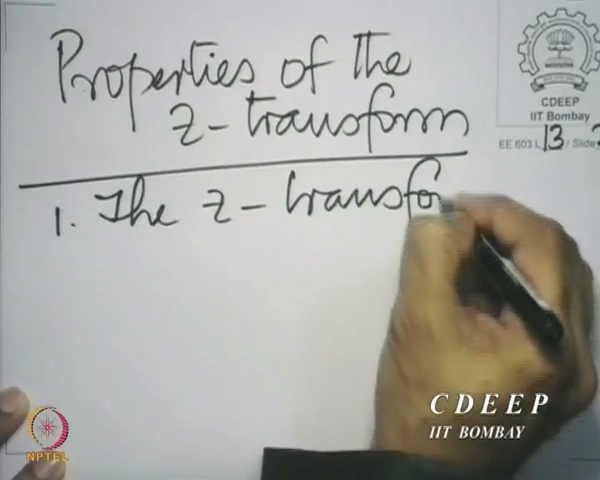 Properties of the
Z-transform
1. The Z-transfo
CDEEP
IIT Bombay
EE 603 L 13 / Slide
CDEEP
IIT BOMBAY
NPTEL